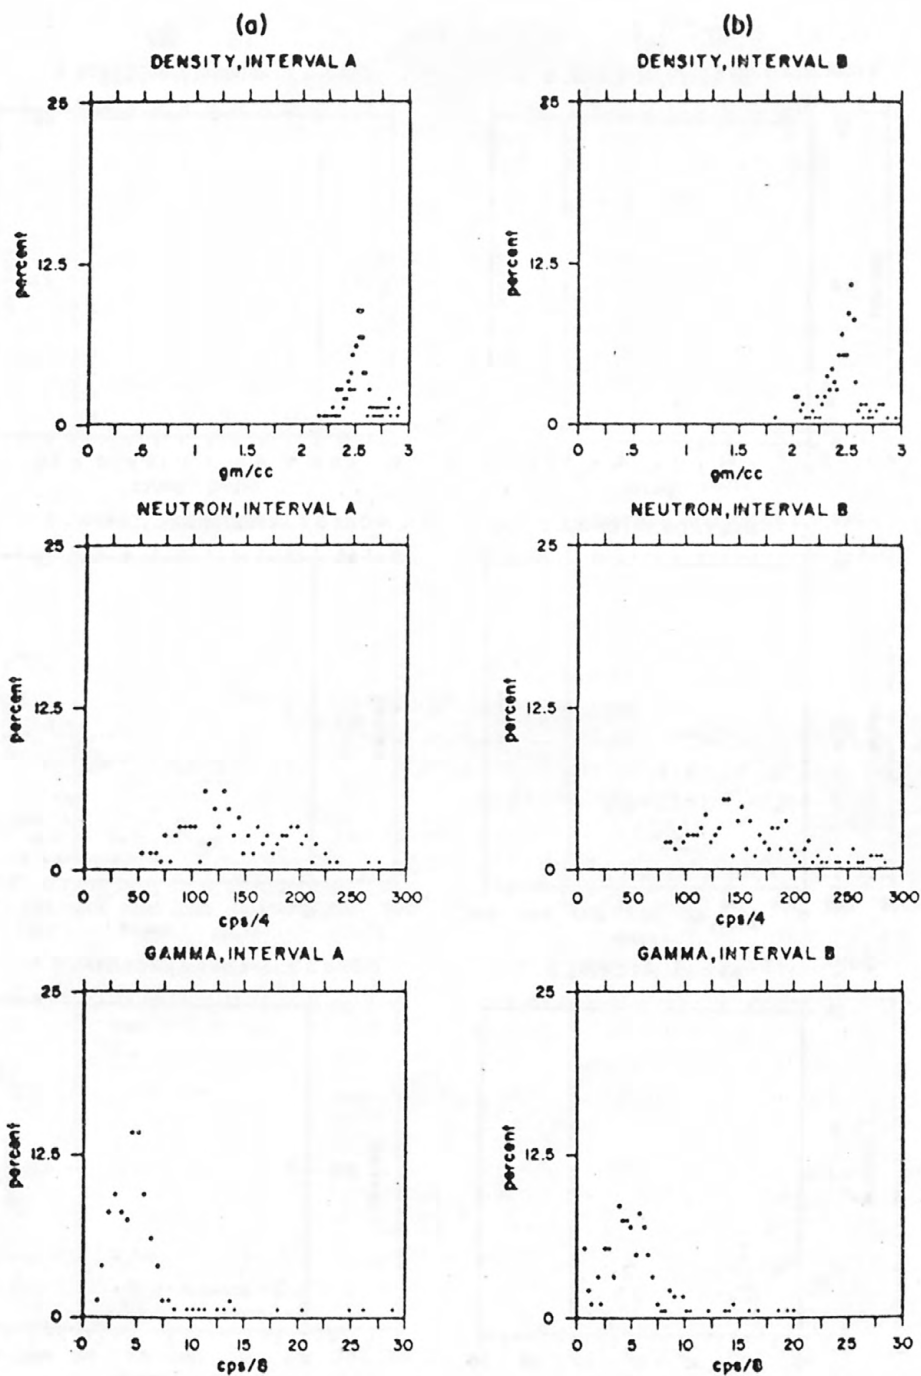 (a)
DENSITY, INTERVAL A
25
12.5
0
percent
0 .5 1 1.5 2 2.5 3
gm/cc
NEUTRON, INTERVAL A
25
12.5
0
percent
0 50 100 150 200 250 300
cps/4
GAMMA, INTERVAL A
25
12.5
0
percent
0 5 10 15 20 25 30
cps/8
(b)
DENSITY, INTERVAL B
25
12.5
0
percent
0 .5 1 1.5 2 2.5 3
gm/cc
NEUTRON, INTERVAL B
25
12.5
0
percent
0 50 100 150 200 250 300
cps/4
GAMMA, INTERVAL B
25
12.5
0
percent
0 5 10 15 20 25 30
cps/8